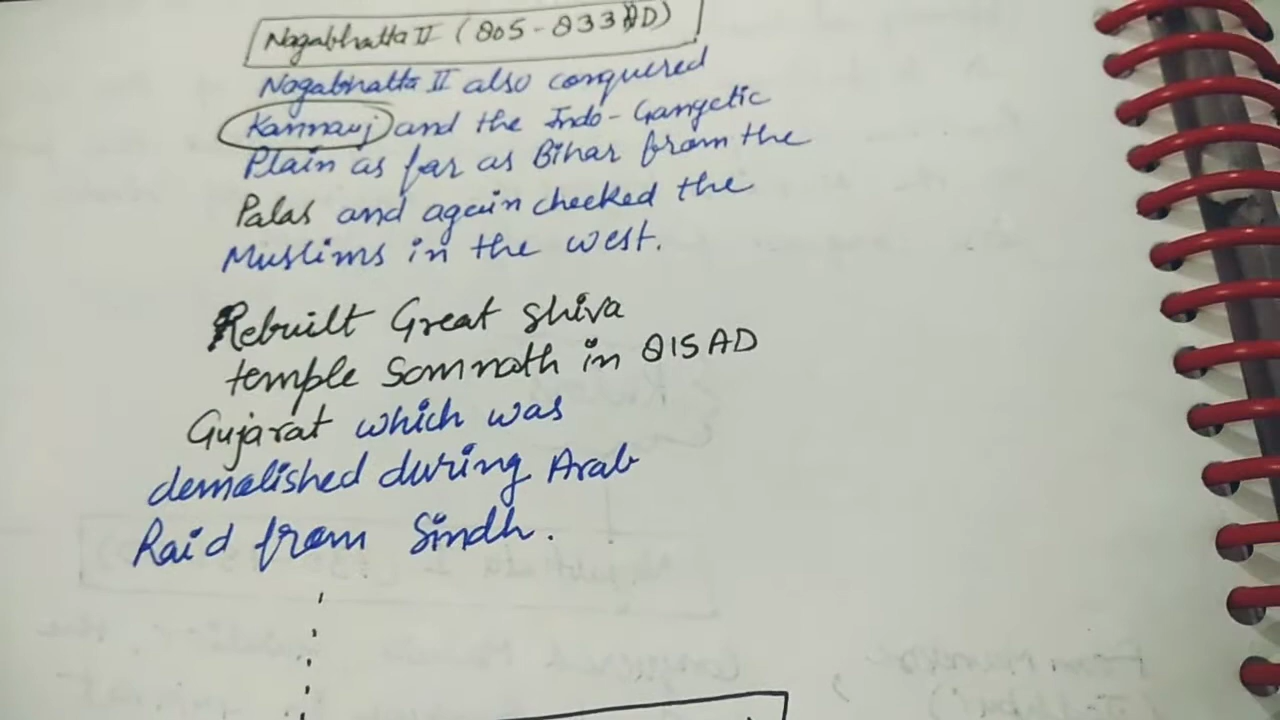 Nagabhatta II (805-833AD)
Nagabhatta II also conquered
Kannauj and the Indo-Gangetic
Plain as far as Bihar from the
Palas and again checked the
Muslims in the west.
Rebuilt Great Shiva
temple Somnath in 815 AD
Gujarat which was
demolished during Arab
Raid from Sindh.